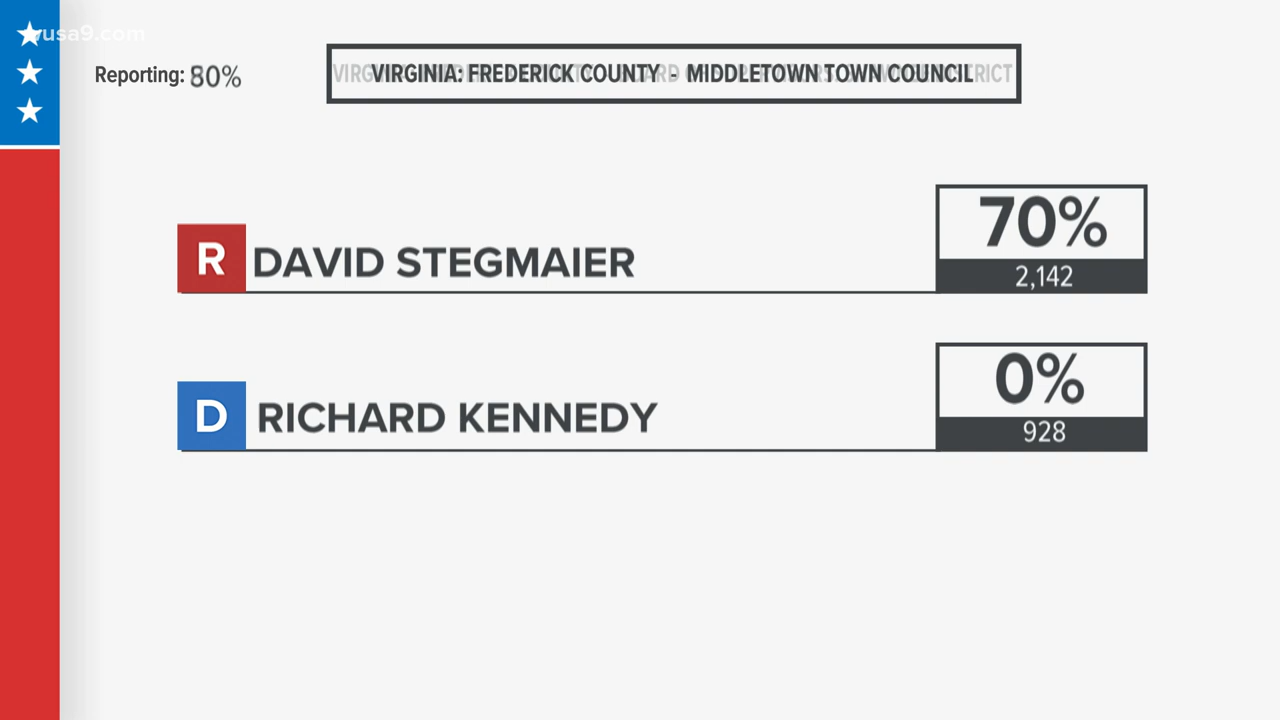 wusa9.com
Reporting: 80%
VIRGINIA: FREDERICK COUNTY - MIDDLETOWN TOWN COUNCIL
70%
R DAVID STEGMAIER
2,142
0%
D RICHARD KENNEDY
928